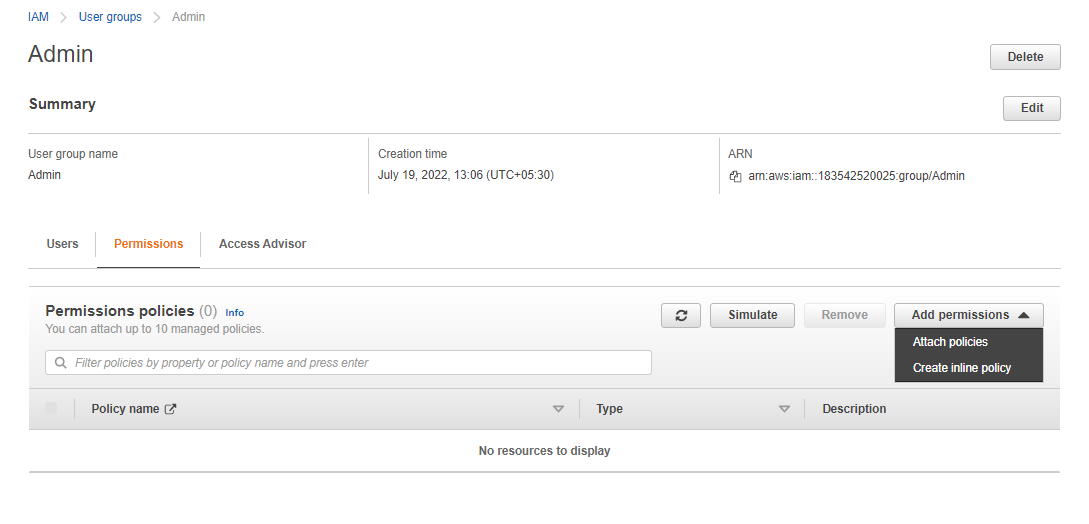 IAM > User groups > Admin
Admin
Delete
Summary
Edit
User group name
Admin
Creation time
July 19, 2022, 13:06 (UTC+05:30)
ARN
arn:aws:iam::183542520025:group/Admin
Users
Permissions
Access Advisor
Permissions policies (0) Info
You can attach up to 10 managed policies.
Simulate
Remove
Add permissions
Attach policies
Create inline policy
Filter policies by property or policy name and press enter
Policy name
Type
Description
No resources to display